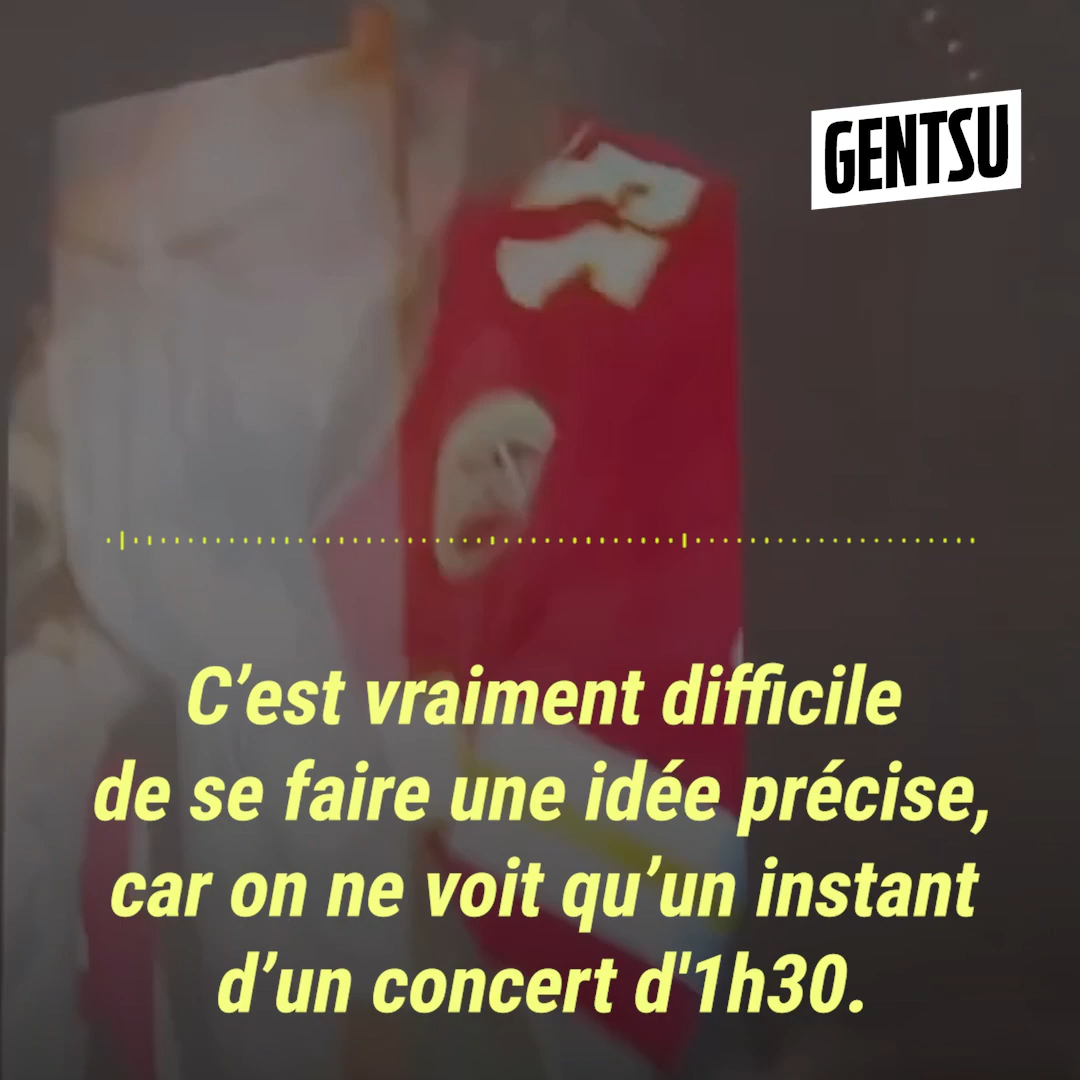 GENTSU
C’est vraiment difficile
de se faire une idée précise,
car on ne voit qu’un instant
d’un concert d'1h30.